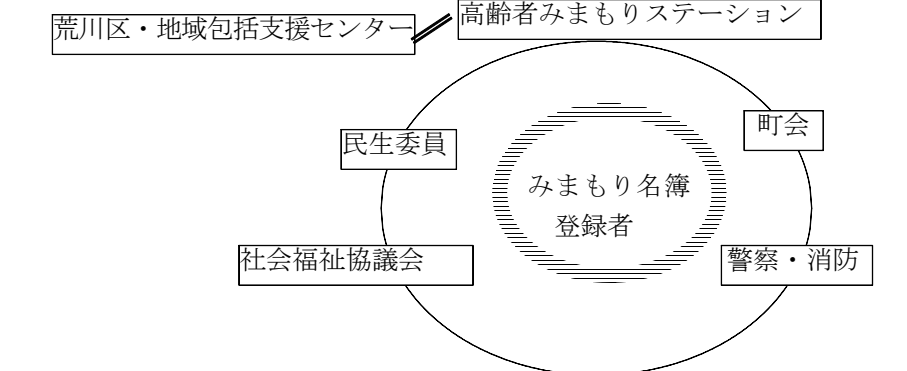 高齢者みまもりステーション
荒川区・地域包括支援センター
町会
民生委員
みまもり名簿
登録者
社会福祉協議会
警察・消防